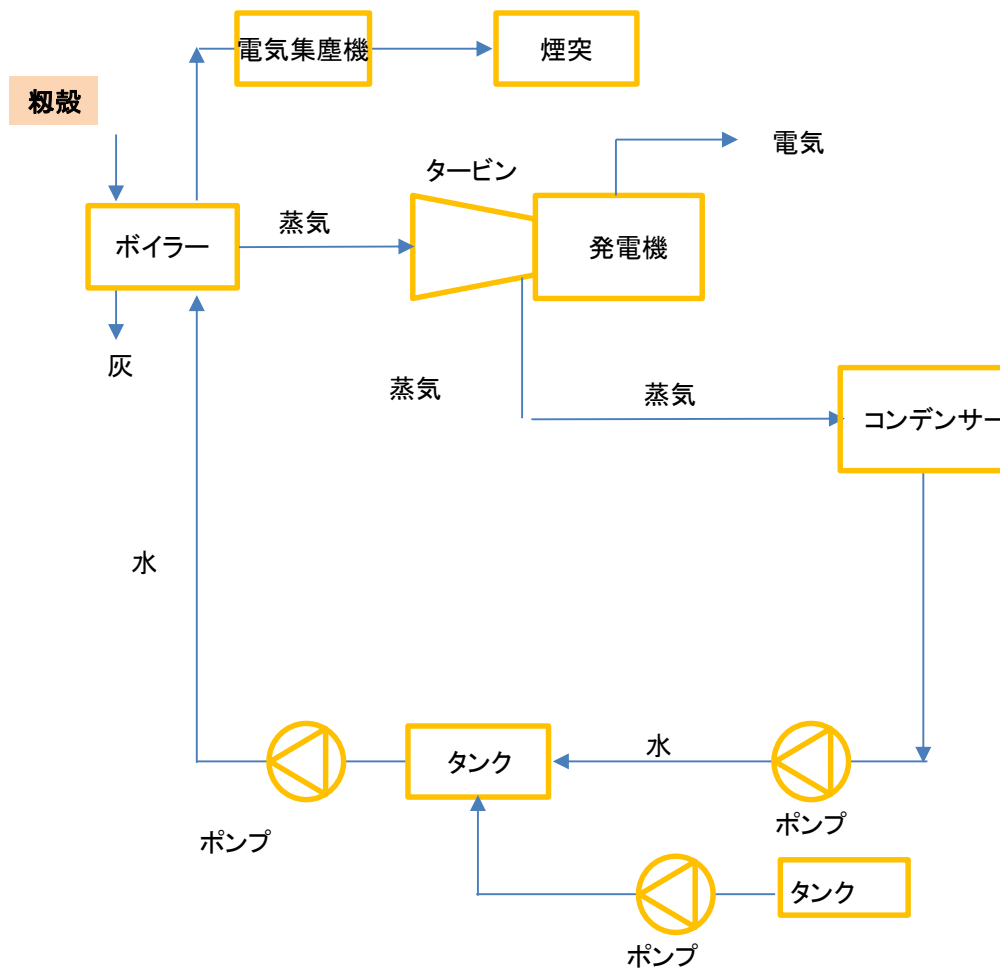 電気集塵機
煙突
籾殻
電気
タービン
ボイラー
蒸気
発電機
灰
蒸気
蒸気
コンデンサー
水
水
タンク
ポンプ
ポンプ
タンク
ポンプ